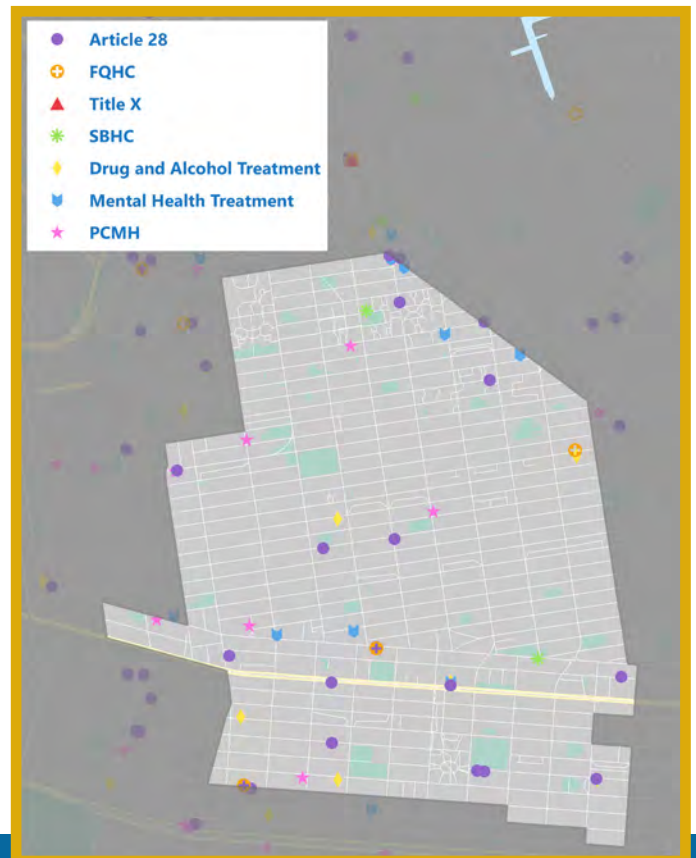 Article 28
FQHC
Title X
SBHC
Drug and Alcohol Treatment
Mental Health Treatment
PCMH